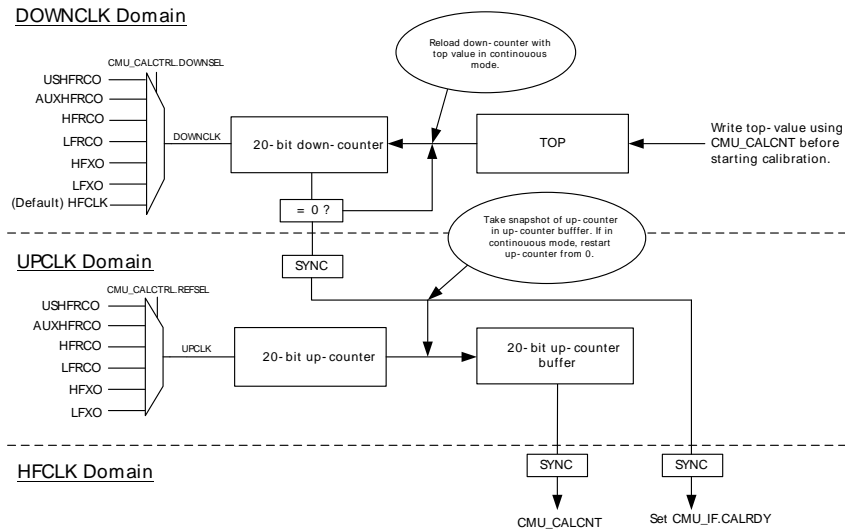 DOWNCLK Domain
CMU_CALCTRL.DOWNSEL
USHFRCO
AUXHFRCO
HFRCO
LFRCO
HFXO
LFXO
(Default) HFCLK
DOWNCLK
20-bit down-counter
Reload down-counter with
top value in continouous
mode.
TOP
Write top-value using
CMU_CALCNT before
starting calibration.
= 0 ?
Take snapshot of up-counter
in up-counter bufffer. If in
continouous mode, restart
up-counter from 0.
SYNC
UPCLK Domain
CMU_CALCTRL.REFSEL
USHFRCO
AUXHFRCO
HFRCO
LFRCO
HFXO
LFXO
UPCLK
20-bit up-counter
20-bit up-counter
buffer
HFCLK Domain
SYNC
SYNC
CMU_CALCNT
Set CMU_IF.CALRDY